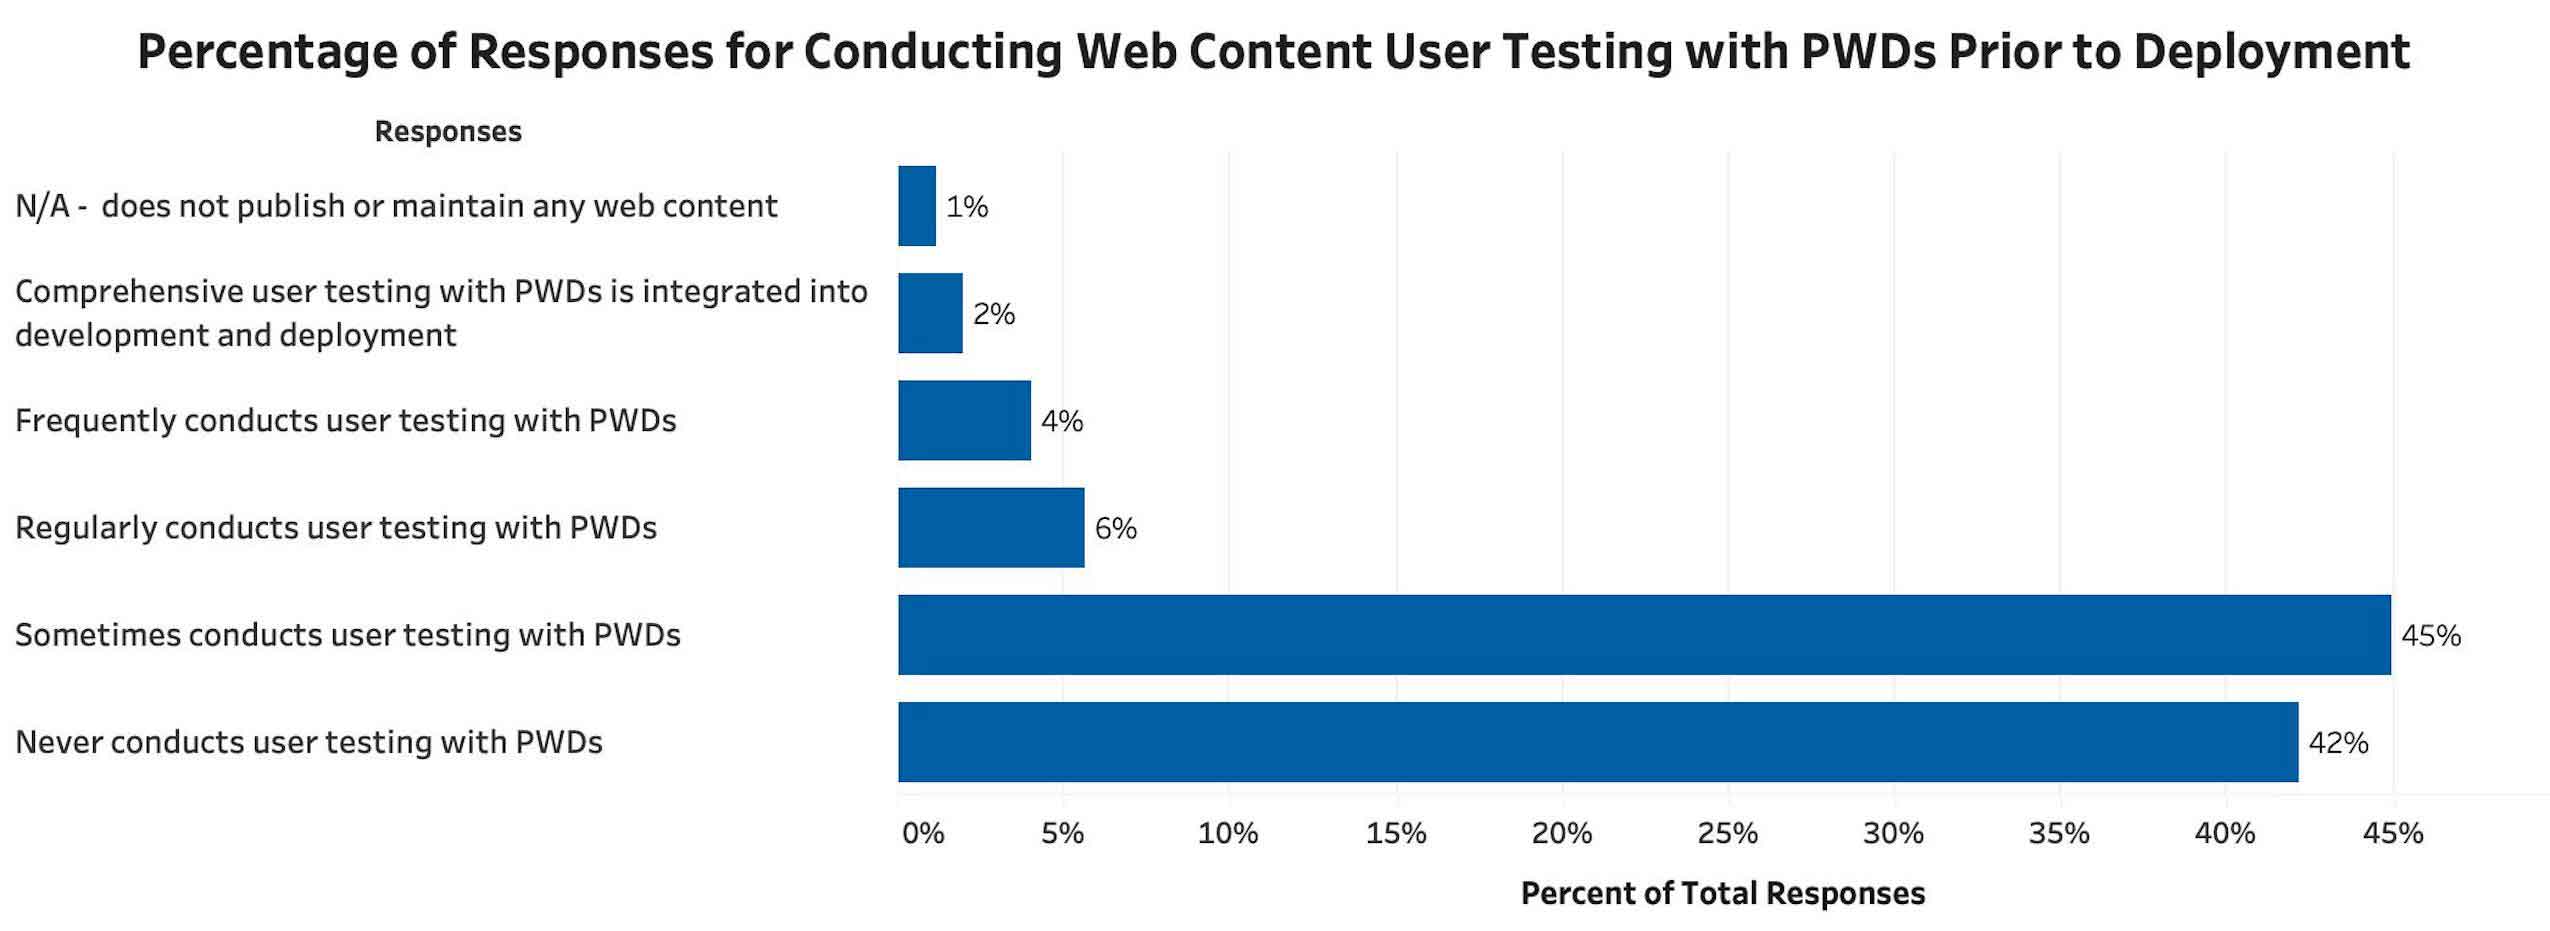 Percentage of Responses for Conducting Web Content User Testing with PWDs Prior to Deployment
Responses
N/A - does not publish or maintain any web content
1%
Comprehensive user testing with PWDs is integrated into
development and deployment
2%
Frequently conducts user testing with PWDs
4%
Regularly conducts user testing with PWDs
6%
Sometimes conducts user testing with PWDs
45%
Never conducts user testing with PWDs
42%
0% 5% 10% 15% 20% 25% 30% 35% 40% 45%
Percent of Total Responses